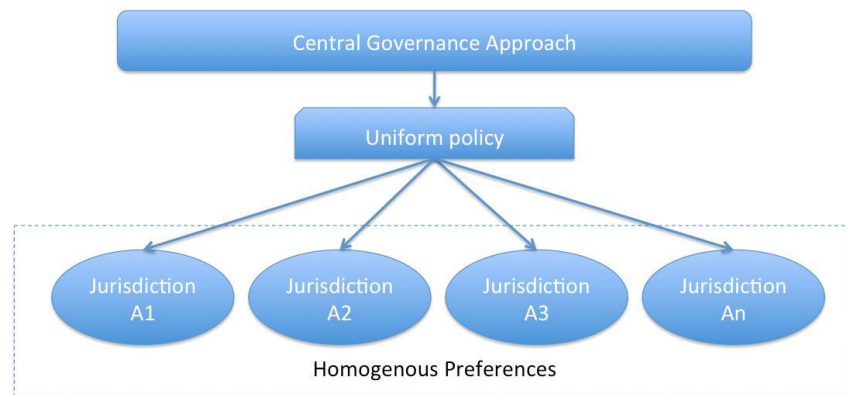 Central Governance Approach
Uniform policy
Jurisdiction
A1
Jurisdiction
A2
Jurisdiction
A3
Jurisdiction
An
Homogenous Preferences